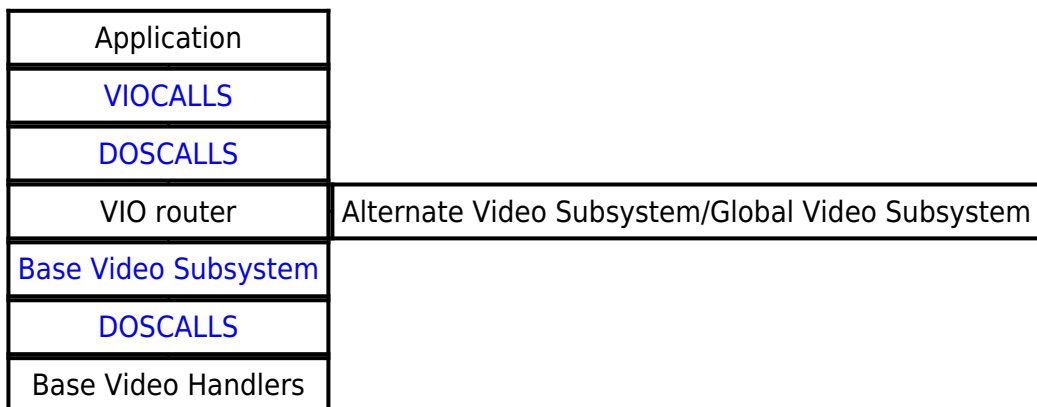 Application
VIOCALLS
DOSCALLS
VIO router
Alternate Video Subsystem/Global Video Subsystem
Base Video Subsystem
DOSCALLS
Base Video Handlers